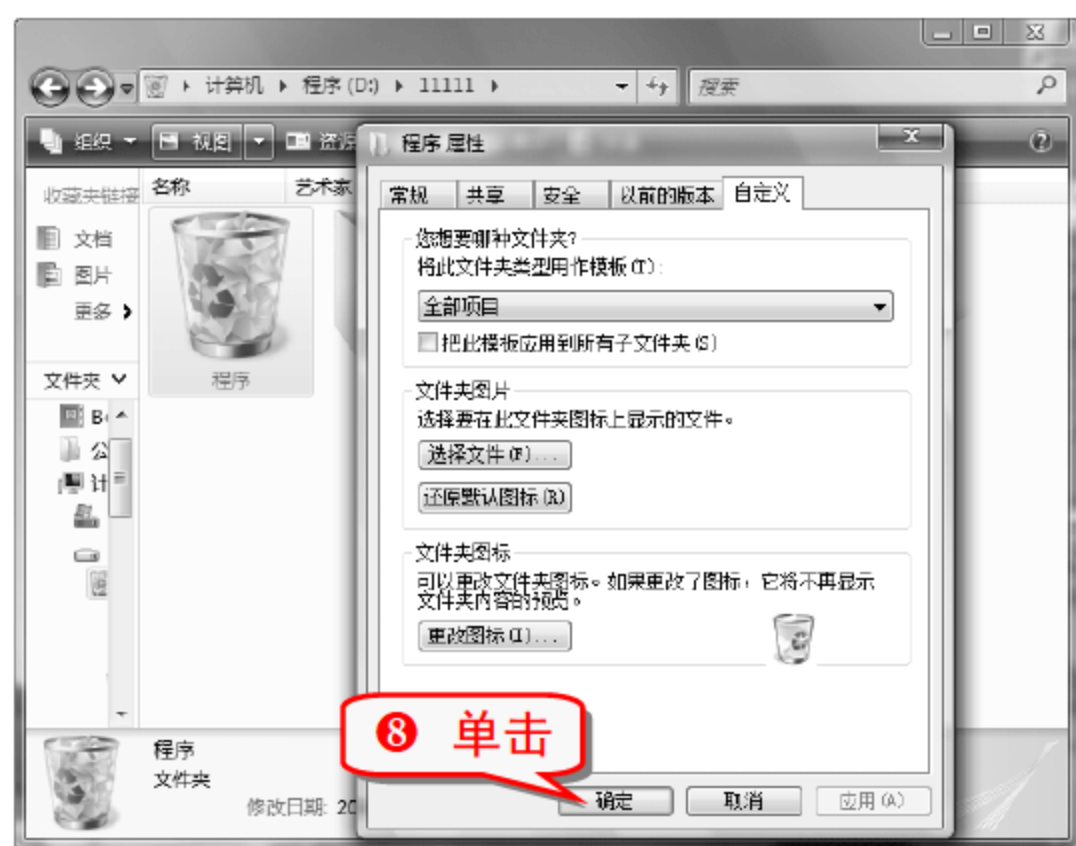 计算机 ▸ 程序 (D:) ▸ 11111 ▸
搜索
组织 视图 资源
程序 属性
收藏夹链接
文档
图片
更多
文件夹
公
计
名称 艺术家
程序
常规 共享 安全 以前的版本 自定义
您想要哪种文件夹?
将此文件夹类型用作模板(T):
全部项目
把此模板应用到所有子文件夹(S)
文件夹图片
选择要在此文件夹图标上显示的文件。
选择文件(F)...
还原默认图标(R)
文件夹图标
可以更改文件夹图标。如果更改了图标，它将不再显示
文件夹内容的预览。
更改图标(I)...
8 单击
确定 取消 应用(A)
程序
文件夹
修改日期: 20